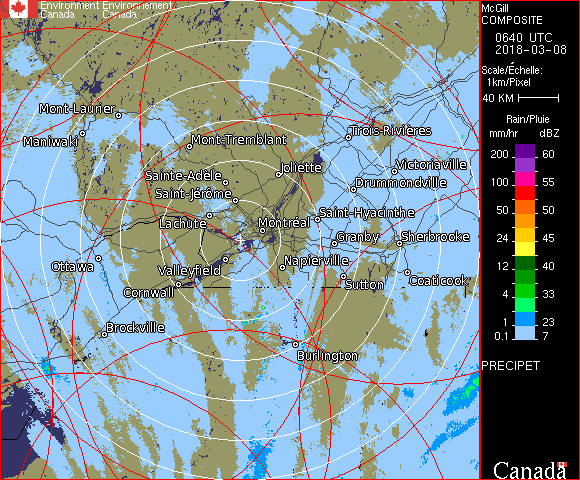 Environment Environnement
Canada Canada
McGill
COMPOSITE
0640 UTC
2018-03-08
Scale/Échelle:
1km/Pixel
40 KM
Rain/Pluie
mm/hr dBZ
200 60
100 55
50 50
24 45
12 40
4 33
1 23
0.1 7
PRECIPET
Canada
Mont-Laurier
Maniwaki
Mont-Tremblant
Trois-Rivières
Joliette
Victoriaville
Sainte-Adèle
Drummondville
Saint-Jérôme
Lachute
Saint-Hyacinthe
Montréal
Granby
Sherbrooke
Ottawa
Valleyfield
Napierville
Cornwall
Sutton
Coaticook
Brockville
Burlington